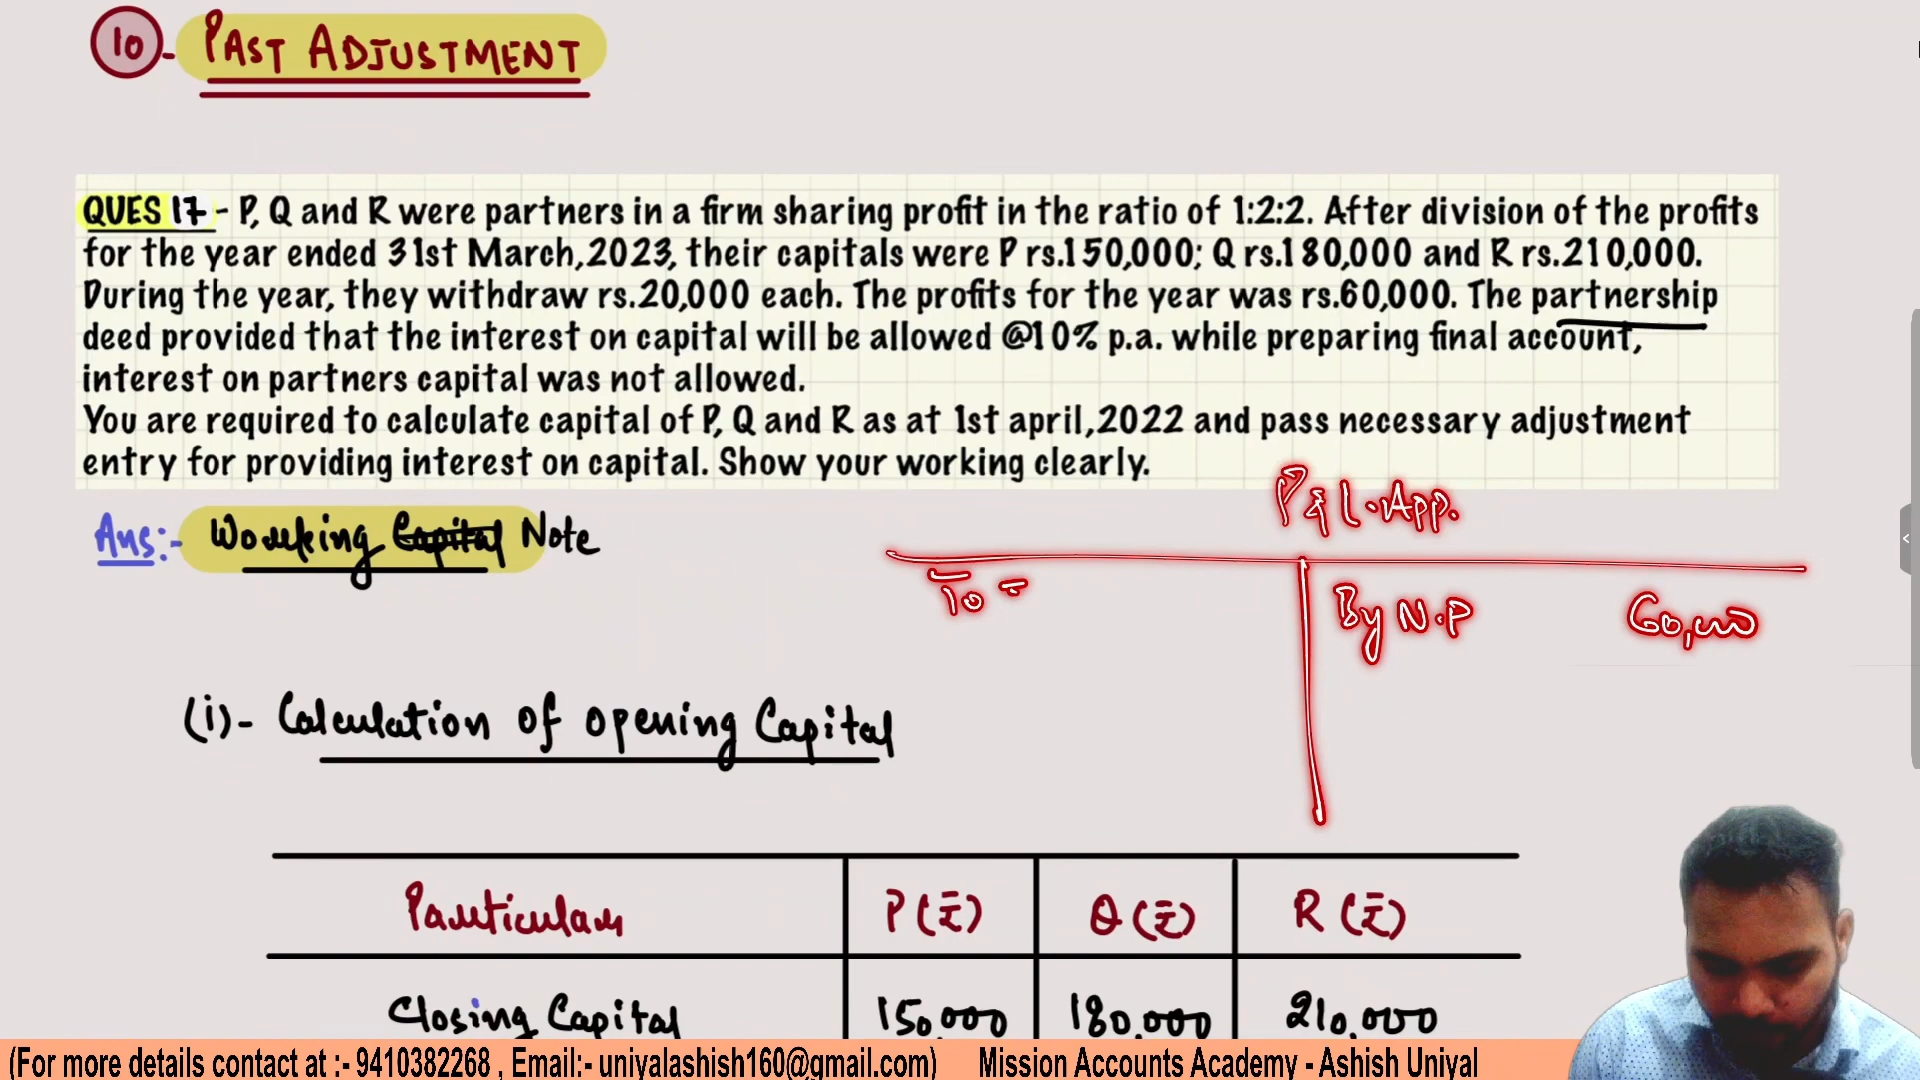 10 - PAST ADJUSTMENT
QUES 17 - P, Q and R were partners in a firm sharing profit in the ratio of 1:2:2. After division of the profits
for the year ended 31st March,2023, their capitals were P rs.150,000; Q rs.180,000 and R rs.210,000.
During the year, they withdraw rs.20,000 each. The profits for the year was rs.60,000. The partnership
deed provided that the interest on capital will be allowed @10% p.a. while preparing final account,
interest on partners capital was not allowed.
You are required to calculate capital of P, Q and R as at 1st april,2022 and pass necessary adjustment
entry for providing interest on capital. Show your working clearly.
P & L. App.
Ans:- Working Capital Note
To =
By N.P 60,000
(i)- Calculation of opening Capital
Particulars P (₹) Q (₹) R (₹)
Closing Capital 150,000 180,000 210,000
(For more details contact at :- 9410382268 , Email:- uniyalashish160@gmail.com) Mission Accounts Academy - Ashish Uniyal